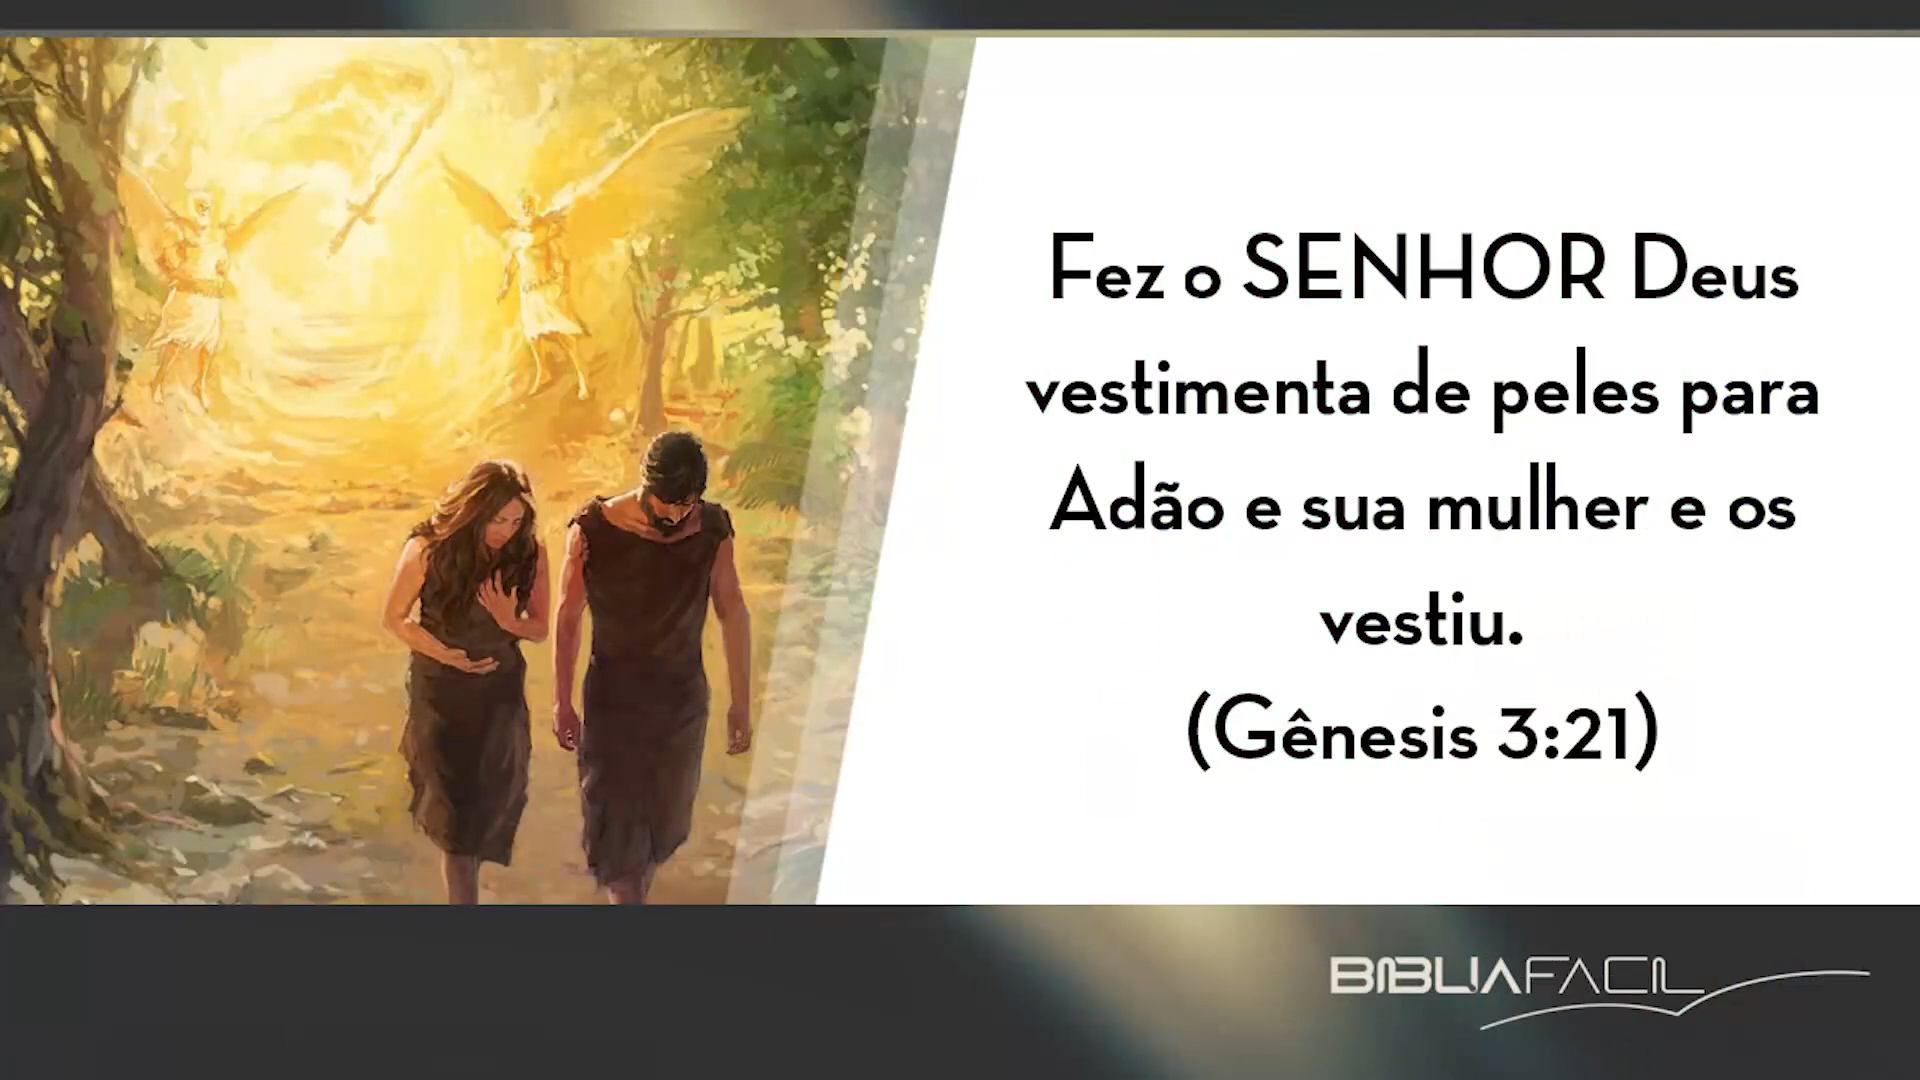 Fez o SENHOR Deus
vestimenta de peles para
Adão e sua mulher e os
vestiu.
(Gênesis 3:21)
BIBLIAFACIL